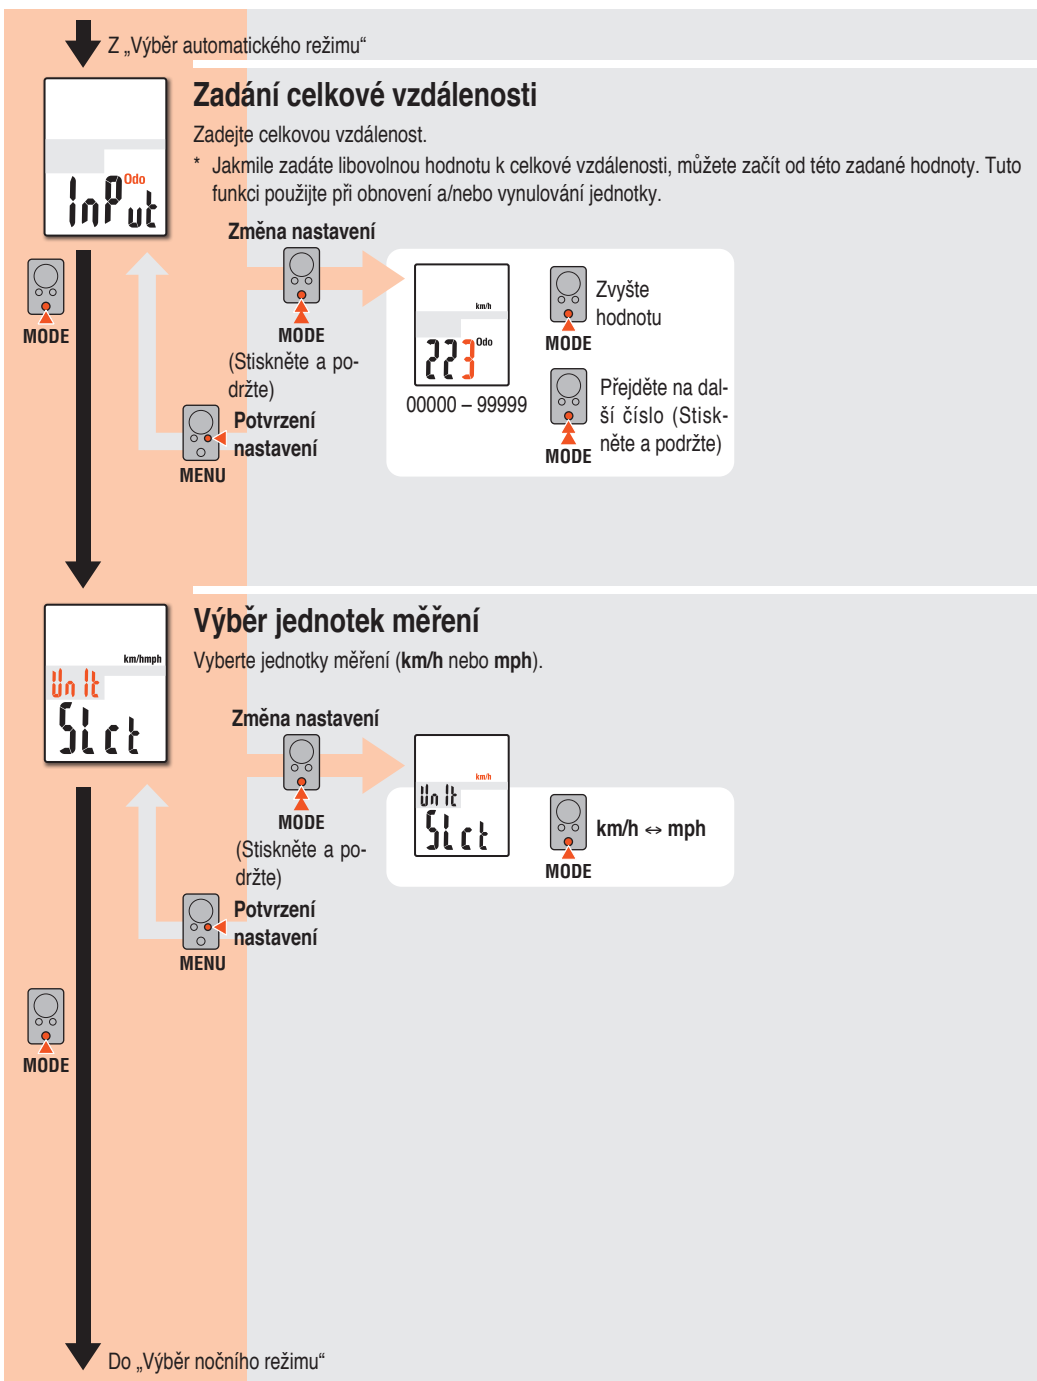 Z „Výběr automatického režimu“
Zadání celkové vzdálenosti
Zadejte celkovou vzdálenost.
* Jakmile zadáte libovolnou hodnotu k celkové vzdálenosti, můžete začít od této zadané hodnoty. Tuto
funkci použijte při obnovení a/nebo vynulování jednotky.
Odo
InPut
MODE
Změna nastavení
MODE
(Stiskněte a po-
držte)
Potvrzení
nastavení
MENU
km/h
Odo
223
00000 – 99999
Zvyšte
hodnotu
MODE
Přejděte na dal-
ší číslo (Stisk-
něte a podržte)
MODE
Výběr jednotek měření
Vyberte jednotky měření (km/h nebo mph).
km/hmph
UnIt
Slct
Změna nastavení
MODE
(Stiskněte a po-
držte)
Potvrzení
nastavení
MENU
km/h
UnIt
Slct
km/h ↔ mph
MODE
MODE
Do „Výběr nočního režimu“